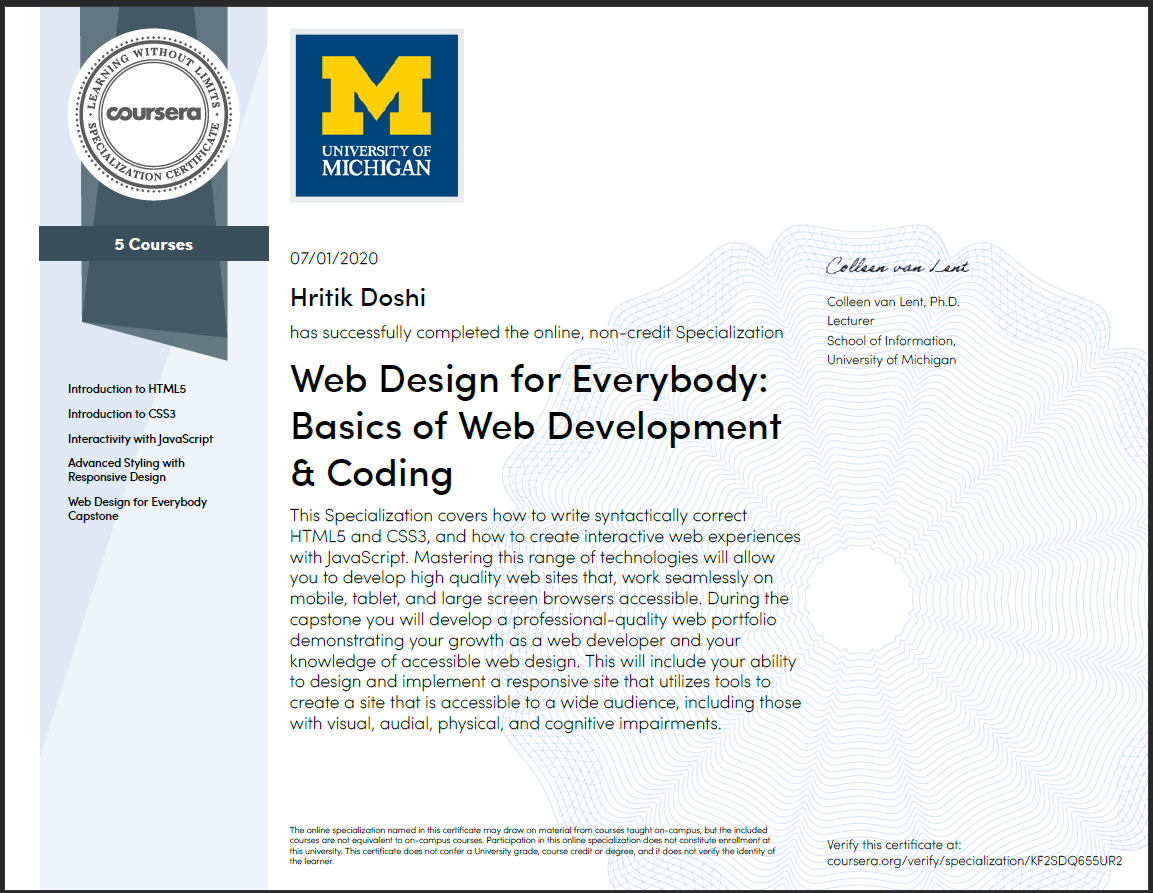 LEARNING WITHOUT LIMITS
coursera
SPECIALIZATION CERTIFICATE
5 Courses
Introduction to HTML5
Introduction to CSS3
Interactivity with JavaScript
Advanced Styling with
Responsive Design
Web Design for Everybody
Capstone
M
UNIVERSITY OF
MICHIGAN
07/01/2020
Hritik Doshi
has successfully completed the online, non-credit Specialization
Web Design for Everybody:
Basics of Web Development
& Coding
This Specialization covers how to write syntactically correct
HTML5 and CSS3, and how to create interactive web experiences
with JavaScript. Mastering this range of technologies will allow
you to develop high quality web sites that, work seamlessly on
mobile, tablet, and large screen browsers accessible. During the
capstone you will develop a professional-quality web portfolio
demonstrating your growth as a web developer and your
knowledge of accessible web design. This will include your ability
to design and implement a responsive site that utilizes tools to
create a site that is accessible to a wide audience, including those
with visual, audial, physical, and cognitive impairments.
The online specialization named in this certificate may draw on material from courses taught on-campus, but the included
courses are not equivalent to on-campus courses. Participation in this online specialization does not constitute enrollment at
this university. This certificate does not confer a University grade, course credit or degree, and it does not verify the identity of
the learner.
Colleen van Lent
Colleen van Lent, Ph.D.
Lecturer
School of Information,
University of Michigan
Verify this certificate at:
coursera.org/verify/specialization/KF2SDQ655UR2